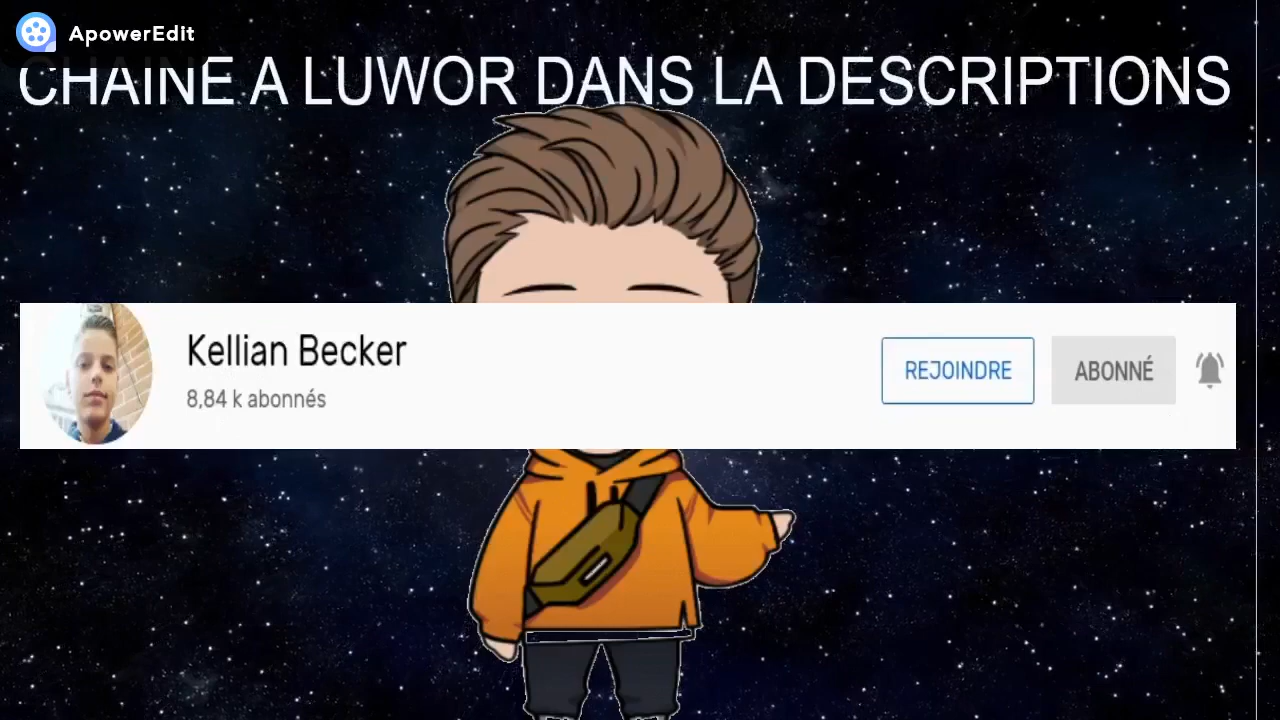 ApowerEdit
CHAINE A LUWOR DANS LA DESCRIPTIONS
Kellian Becker
8,84 k abonnés
REJOINDRE
ABONNÉ